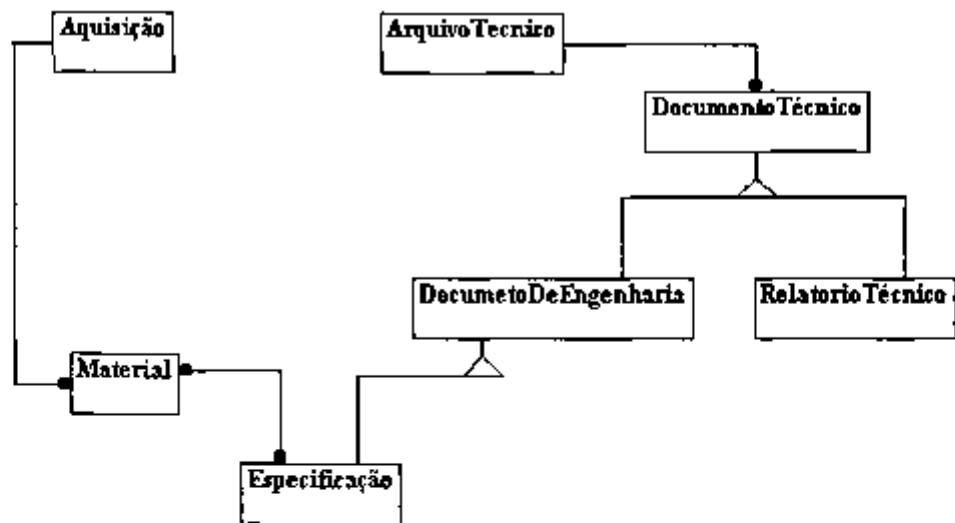 Aquisição
ArquivoTecnico
DocumentoTécnico
DocumetoDeEngenharia
RelatorioTécnico
Material
Especificação